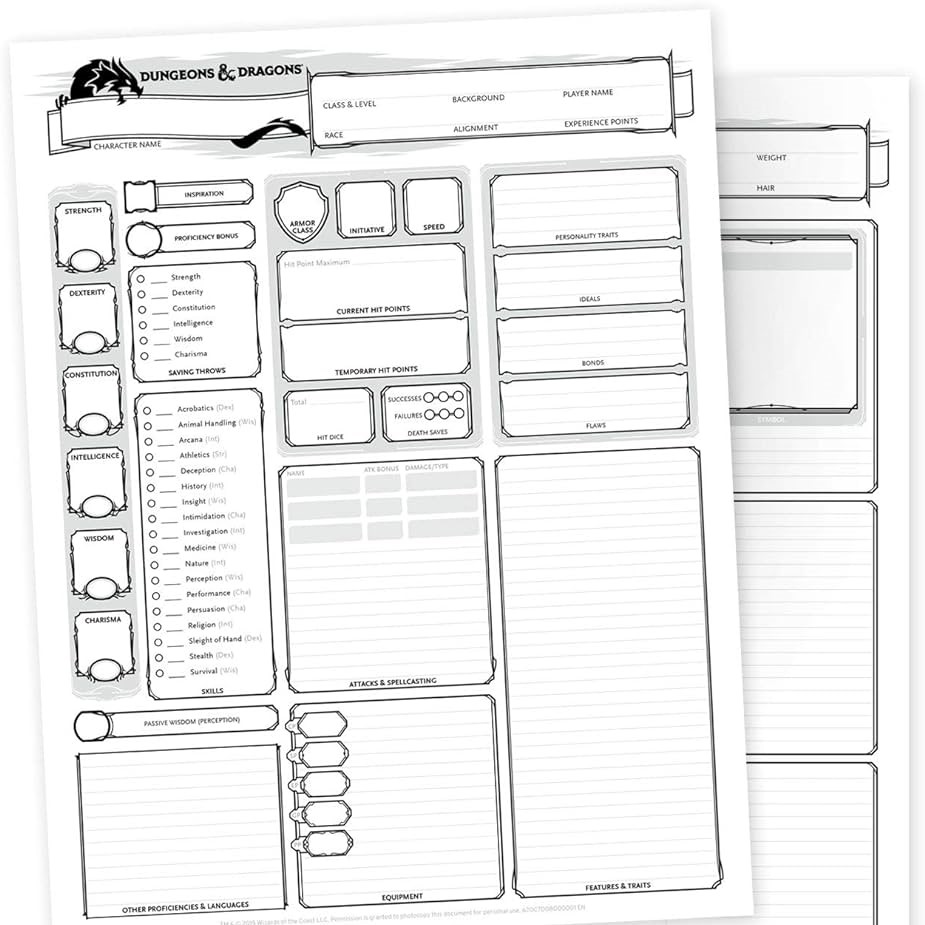 DUNGEONS & DRAGONS
CHARACTER NAME
CLASS & LEVEL
BACKGROUND
PLAYER NAME
RACE
ALIGNMENT
EXPERIENCE POINTS
STRENGTH
DEXTERITY
CONSTITUTION
INTELLIGENCE
WISDOM
CHARISMA
INSPIRATION
PROFICIENCY BONUS
Strength
Dexterity
Constitution
Intelligence
Wisdom
Charisma
SAVING THROWS
Acrobatics (Dex)
Animal Handling (Wis)
Arcana (Int)
Athletics (Str)
Deception (Cha)
History (Int)
Insight (Wis)
Intimidation (Cha)
Investigation (Int)
Medicine (Wis)
Nature (Int)
Perception (Wis)
Performance (Cha)
Persuasion (Cha)
Religion (Int)
Sleight of Hand (Dex)
Stealth (Dex)
Survival (Wis)
SKILLS
PASSIVE WISDOM (PERCEPTION)
OTHER PROFICIENCIES & LANGUAGES
ARMOR
CLASS
INITIATIVE
SPEED
Hit Point Maximum
CURRENT HIT POINTS
TEMPORARY HIT POINTS
Total
HIT DICE
SUCCESSES
FAILURES
DEATH SAVES
NAME
ATK BONUS
DAMAGE/TYPE
ATTACKS & SPELLCASTING
EQUIPMENT
PERSONALITY TRAITS
IDEALS
BONDS
FLAWS
FEATURES & TRAITS
Wizards of the Coast LLC. Permission is granted to photocopy this document for personal use.
WEIGHT
HAIR
SYMBOL